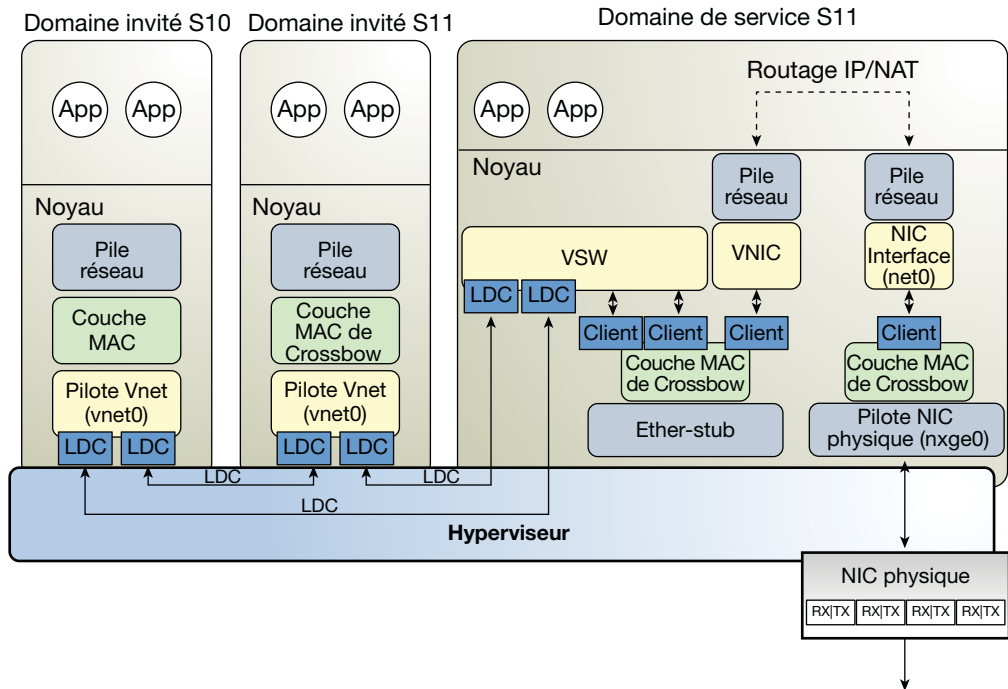 Domaine invité S10
Domaine invité S11
Domaine de service S11
Routage IP/NAT
App
App
App
App
App
App
Noyau
Noyau
Noyau
Pile
réseau
Pile
réseau
Pile
réseau
Pile
réseau
VSW
VNIC
NIC
Interface
(net0)
LDC
LDC
Couche
MAC
Couche
MAC de
Crossbow
Client
Client
Client
Client
Couche MAC
de Crossbow
Couche MAC
de Crossbow
Pilote Vnet
(vnet0)
Pilote Vnet
(vnet0)
Ether-stub
Pilote NIC
physique (nxge0)
LDC
LDC
LDC
LDC
LDC
LDC
LDC
Hyperviseur
NIC physique
RX|TX
RX|TX
RX|TX
RX|TX